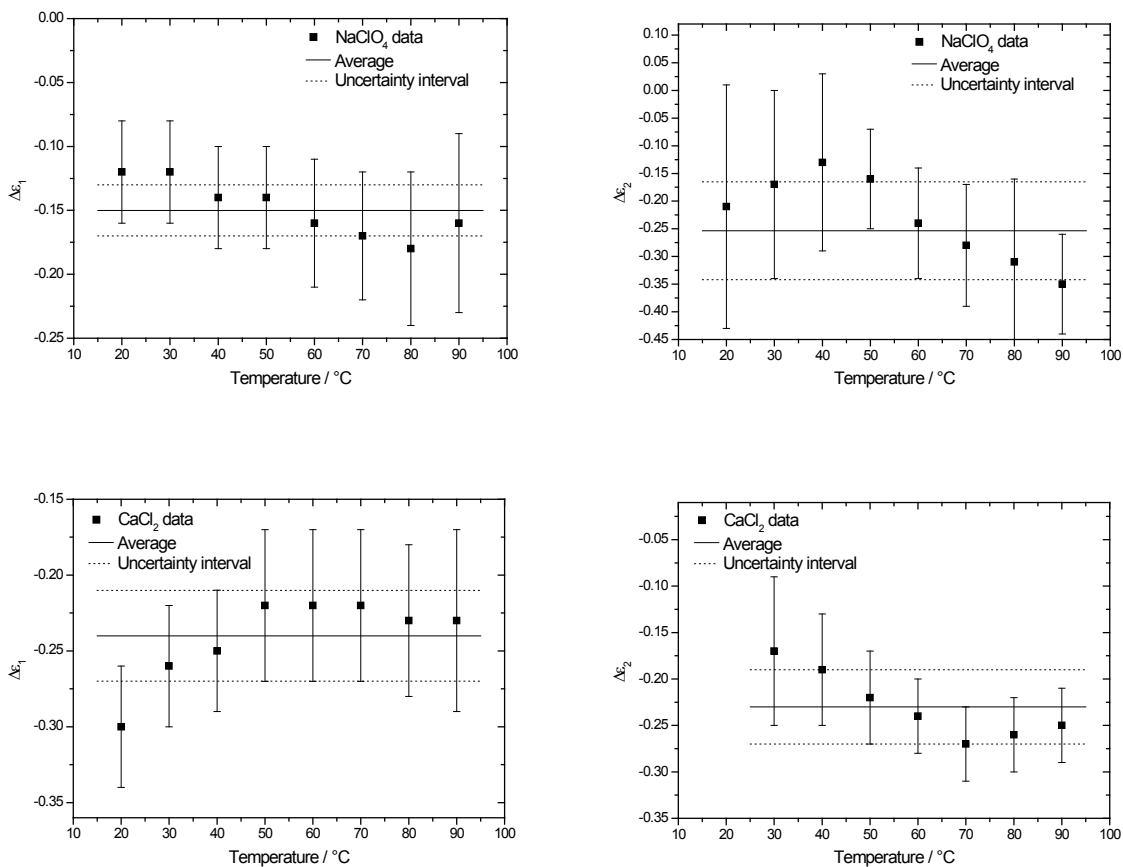 0.00
-0.05
-0.10
-0.15
-0.20
-0.25
Δε₁
NaClO₄ data
Average
Uncertainty interval
10 20 30 40 50 60 70 80 90 100
Temperature / °C
0.10
0.05
0.00
-0.05
-0.10
-0.15
-0.20
-0.25
-0.30
-0.35
-0.40
-0.45
Δε₂
NaClO₄ data
Average
Uncertainty interval
10 20 30 40 50 60 70 80 90 100
Temperature / °C
-0.15
-0.20
-0.25
-0.30
-0.35
Δε₁
CaCl₂ data
Average
Uncertainty interval
10 20 30 40 50 60 70 80 90 100
Temperature / °C
-0.05
-0.10
-0.15
-0.20
-0.25
-0.30
-0.35
Δε₂
CaCl₂ data
Average
Uncertainty interval
10 20 30 40 50 60 70 80 90 100
Temperature / °C